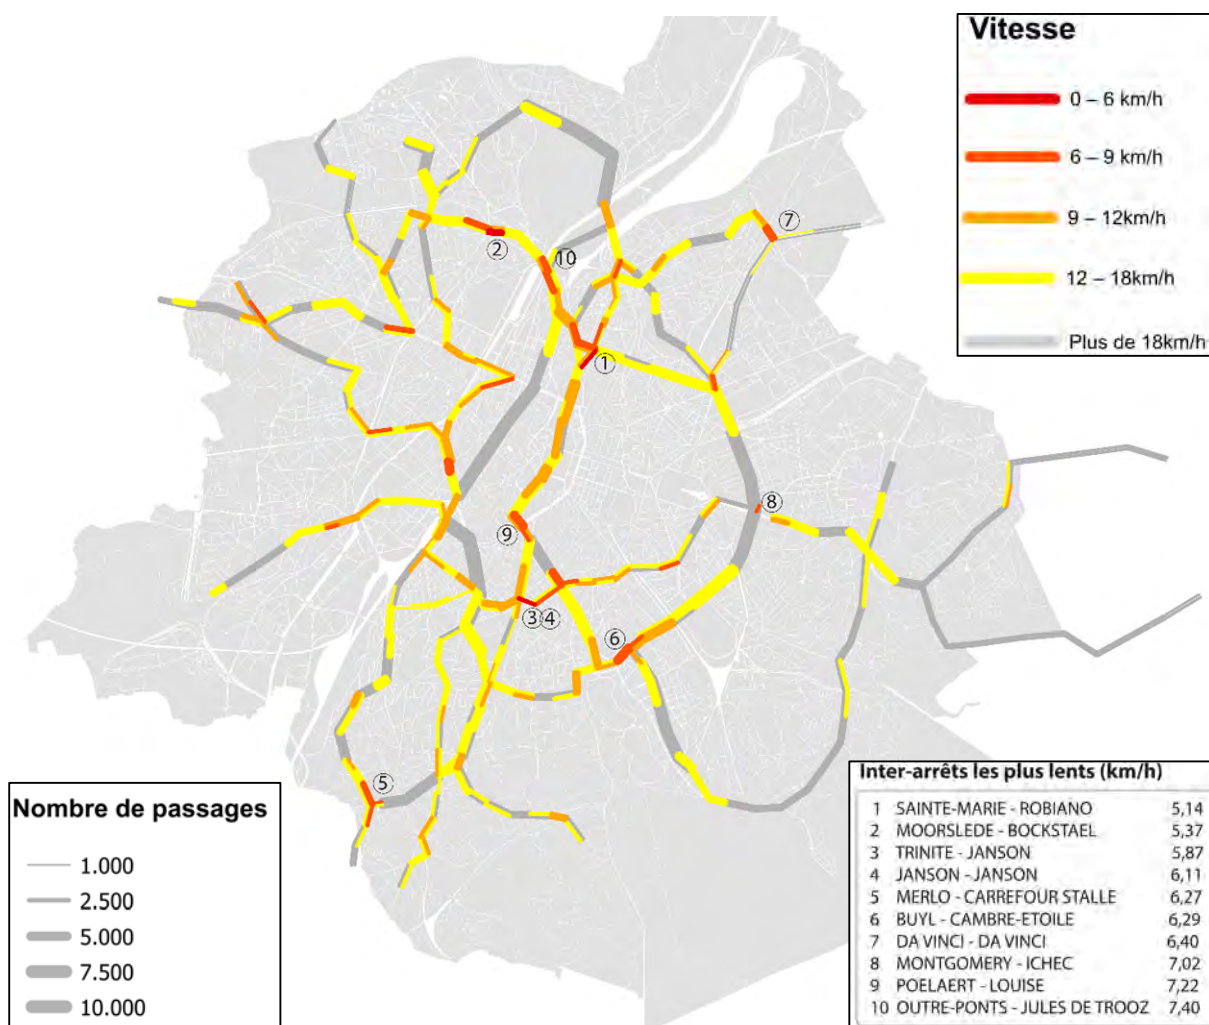 Vitesse
0 – 6 km/h
6 – 9 km/h
9 – 12km/h
12 – 18km/h
Plus de 18km/h
7
2
10
1
8
9
3 4
6
5
Nombre de passages
1.000
2.500
5.000
7.500
10.000
Inter-arrêts les plus lents (km/h)
1 SAINTE-MARIE - ROBIANO 5,14
2 MOORSLEDE - BOCKSTAEL 5,37
3 TRINITE - JANSON 5,87
4 JANSON - JANSON 6,11
5 MERLO - CARREFOUR STALLE 6,27
6 BUYL - CAMBRE-ETOILE 6,29
7 DA VINCI - DA VINCI 6,40
8 MONTGOMERY - ICHEC 7,02
9 POELAERT - LOUISE 7,22
10 OUTRE-PONTS - JULES DE TROOZ 7,40